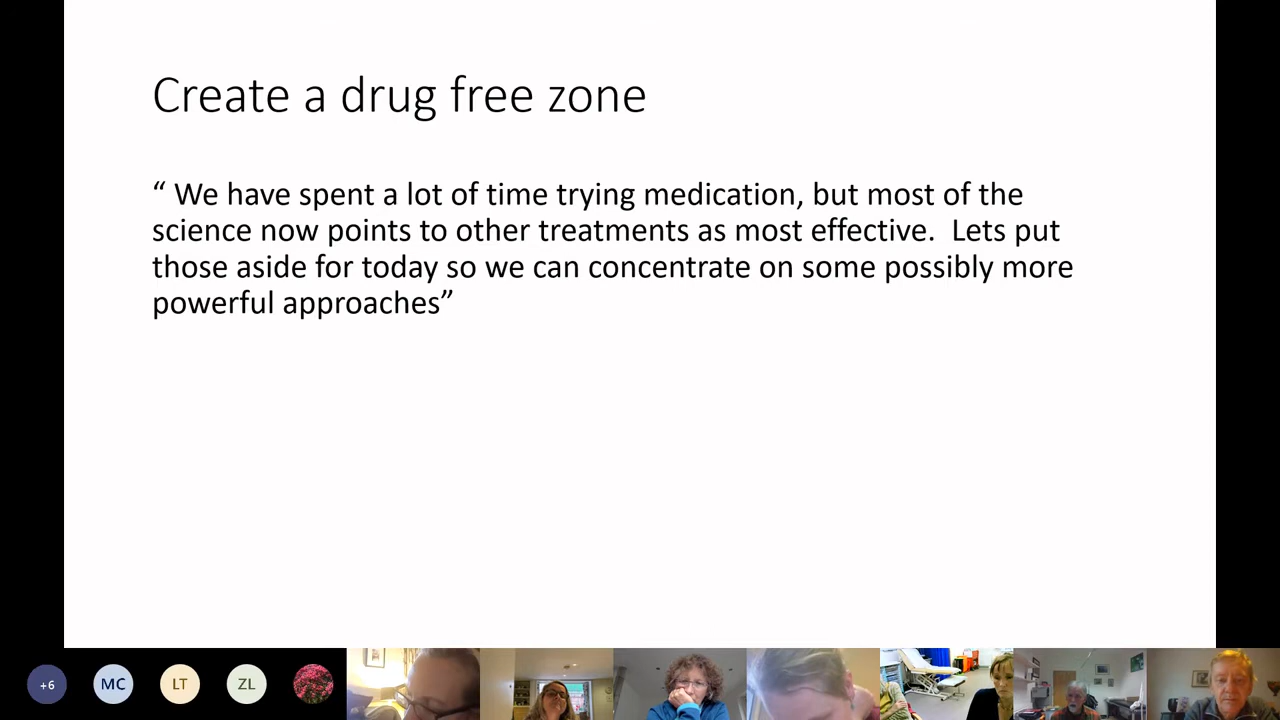 Create a drug free zone
“ We have spent a lot of time trying medication, but most of the
science now points to other treatments as most effective.  Lets put
those aside for today so we can concentrate on some possibly more
powerful approaches”
+6
MC
LT
ZL